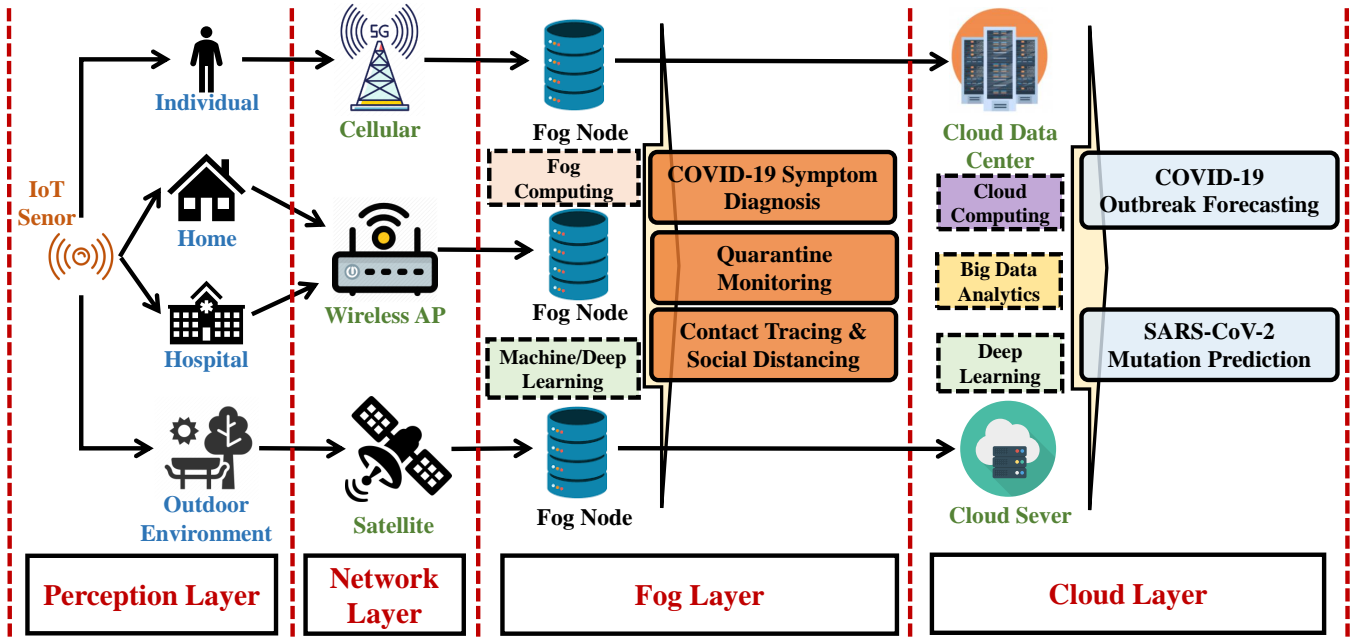 IoT
Senor
Individual
Home
Hospital
Outdoor
Environment
Perception Layer
5G
Cellular
Wireless AP
Satellite
Network
Layer
Fog Node
Fog
Computing
Fog Node
Machine/Deep
Learning
Fog Node
COVID-19 Symptom
Diagnosis
Quarantine
Monitoring
Contact Tracing &
Social Distancing
Fog Layer
Cloud Data
Center
Cloud
Computing
Big Data
Analytics
Deep
Learning
Cloud Sever
COVID-19
Outbreak Forecasting
SARS-CoV-2
Mutation Prediction
Cloud Layer